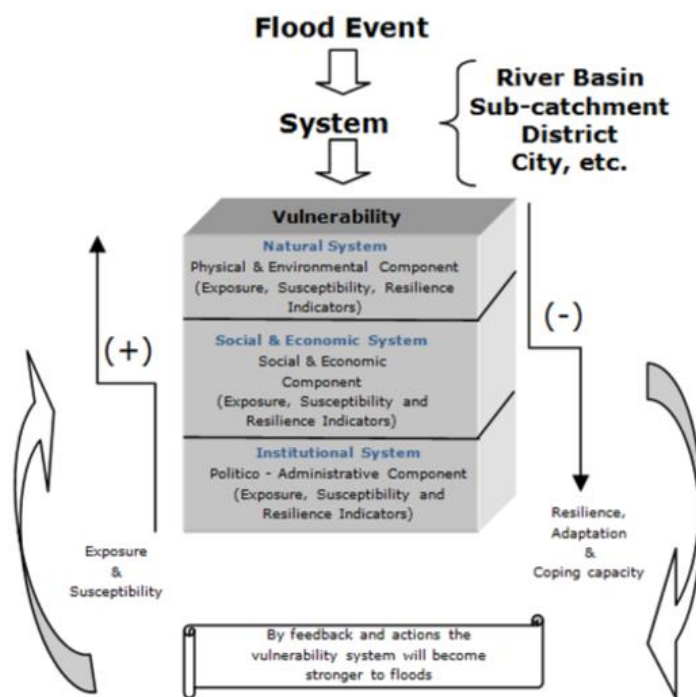 Flood Event
System
River Basin
Sub-catchment
District
City, etc.
Vulnerability
Natural System
Physical & Environmental Component
(Exposure, Susceptibility, Resilience
Indicators)
Social & Economic System
Social & Economic
Component
(Exposure, Susceptibility and
Resilience Indicators)
Institutional System
Politico - Administrative Component
(Exposure, Susceptibility and
Resilience Indicators)
(+)
(-)
Exposure
&
Susceptibility
Resilience,
Adaptation
&
Coping capacity
By feedback and actions the
vulnerability system will become
stronger to floods